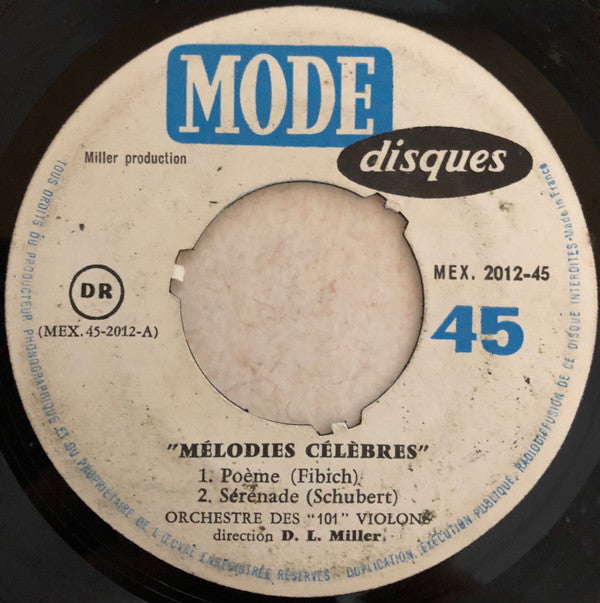 MODE
disques
Miller production
DR
(MEX. 45-2012-A)
MEX. 2012-45
45
"MÉLODIES CÉLÈBRES"
1. Poème (Fibich)
2. Sérénade (Schubert)
ORCHESTRE DES "101" VIOLONS
direction D. L. Miller
TOUS DROITS DU PRODUCTEUR PHONOGRAPHIQUE ET DU PROPRIÉTAIRE DE L'ŒUVRE ENREGISTRÉE RÉSERVÉS - DUPLICATION, EXÉCUTION PUBLIQUE, RADIODIFFUSION DE CE DISQUE INTERDITES - Made in France